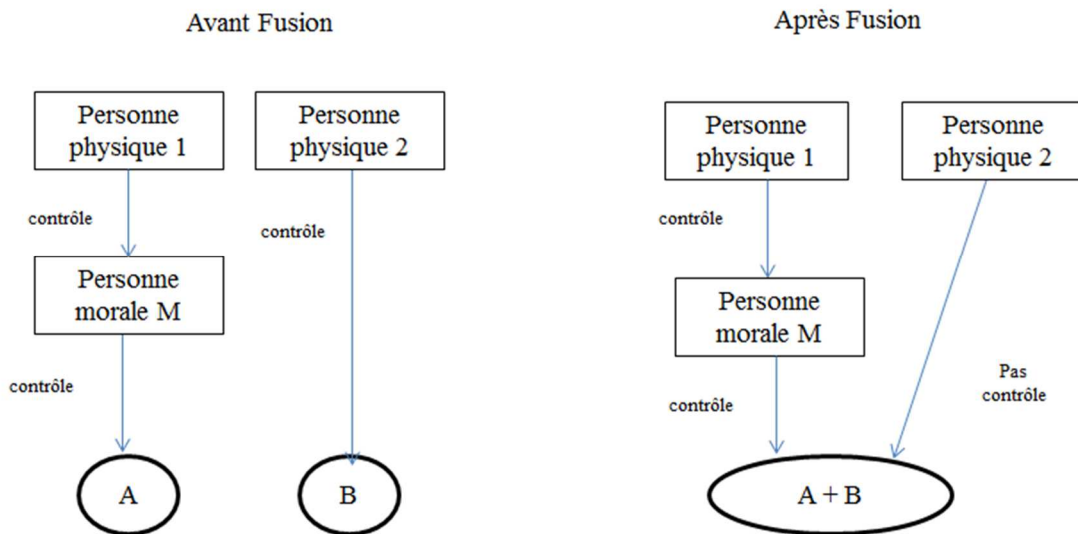 Avant Fusion
Personne
physique 1
Personne
physique 2
contrôle
contrôle
Personne
morale M
contrôle
A
B
Après Fusion
Personne
physique 1
Personne
physique 2
contrôle
Personne
morale M
Pas
contrôle
contrôle
A + B